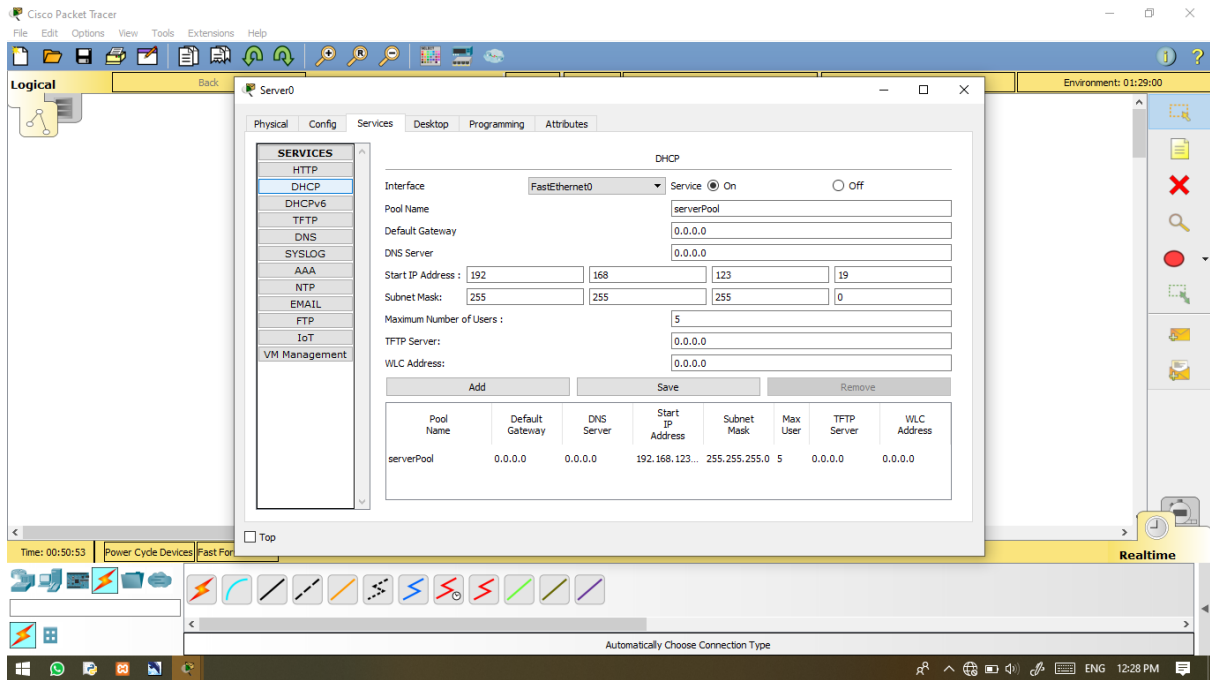 Cisco Packet Tracer
File Edit Options View Tools Extensions Help
Logical
Back
Environment: 01:29:00
Server0
Physical Config Services Desktop Programming Attributes
SERVICES
HTTP
DHCP
DHCPv6
TFTP
DNS
SYSLOG
AAA
NTP
EMAIL
FTP
IoT
VM Management
DHCP
Interface FastEthernet0 Service On Off
Pool Name serverPool
Default Gateway 0.0.0.0
DNS Server 0.0.0.0
Start IP Address : 192 168 123 19
Subnet Mask: 255 255 255 0
Maximum Number of Users : 5
TFTP Server: 0.0.0.0
WLC Address: 0.0.0.0
Add Save Remove
Pool Name Default Gateway DNS Server Start IP Address Subnet Mask Max User TFTP Server WLC Address
serverPool 0.0.0.0 0.0.0.0 192.168.123... 255.255.255.0 5 0.0.0.0 0.0.0.0
Top
Time: 00:50:53 Power Cycle Devices Fast For
Realtime
Automatically Choose Connection Type
ENG 12:28 PM